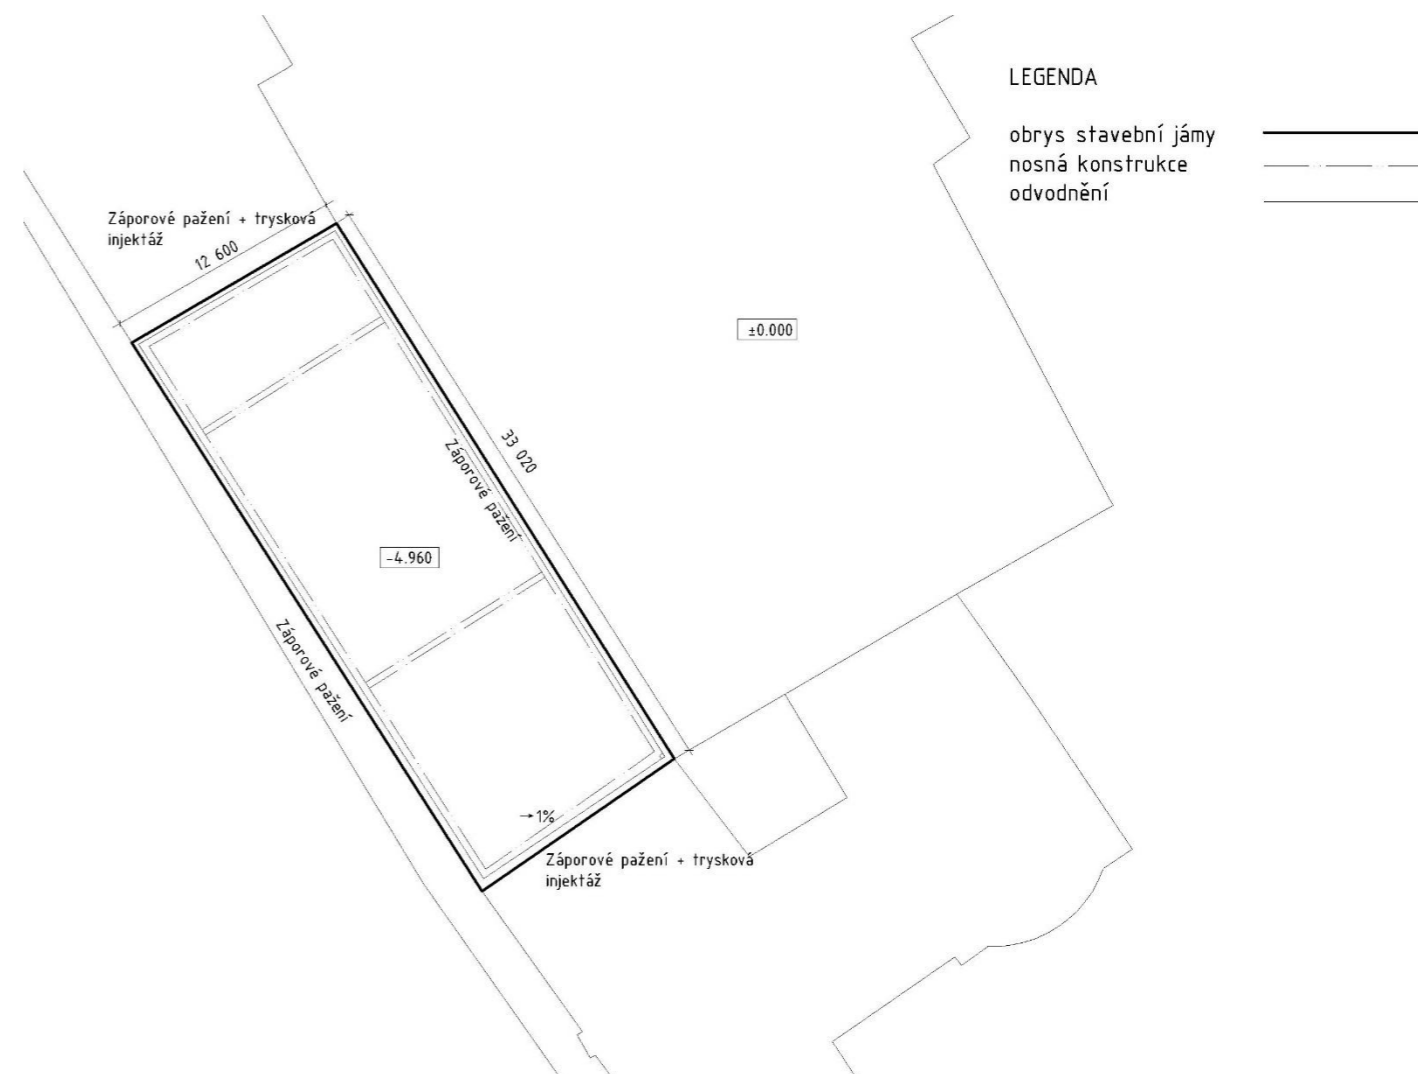 LEGENDA
obrys stavební jámy
nosná konstrukce
odvodnění
Záporové pažení + trysková
injektáž
12 600
±0.000
33 020
Záporové pažení
-4.960
Záporové pažení
→1%
Záporové pažení + trysková
injektáž